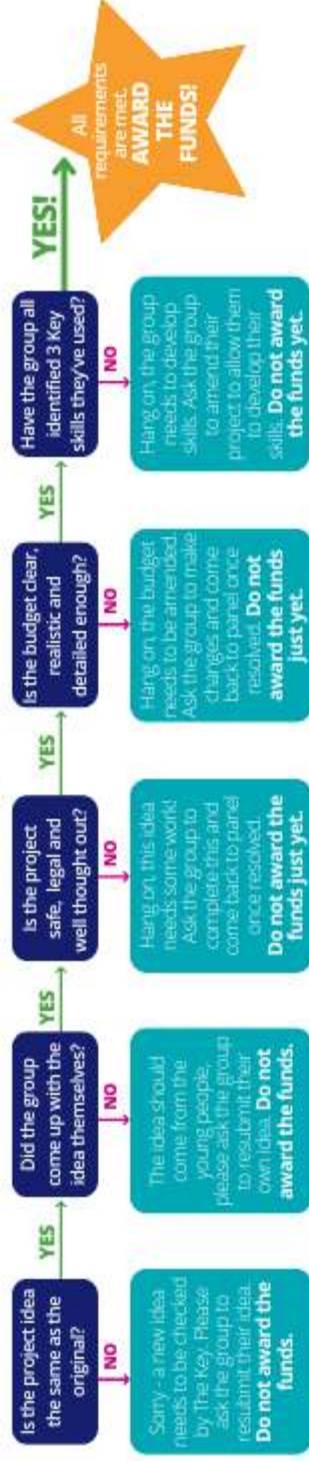 Is the project idea
the same as the
original?
YES
NO
Sorry - a new idea
needs to be checked
by The Key. Please
ask the group to
resubmit their idea.
Do not award the
funds.
Did the group
come up with the
idea themselves?
YES
NO
The idea should
come from the
young people,
please ask the group
to resubmit their
own idea. Do not
award the funds.
Is the project
safe, legal and
well thought out?
YES
NO
Hang on, this idea
needs some work!
Ask the group to
complete this and
come back to panel
once resolved.
Do not award the
funds just yet.
Is the budget clear,
realistic and
detailed enough?
YES
NO
Hang on, the budget
needs to be amended.
Ask the group to make
changes and come
back to panel once
resolved. Do not
award the funds
just yet.
Have the group all
identified 3 Key
skills they've used?
YES!
NO
Hang on, the group
needs to develop
skills. Ask the group
to amend their
project to allow them
to develop their
skills. Do not award
the funds yet.
All
requirements
are met.
AWARD
THE
FUNDS!